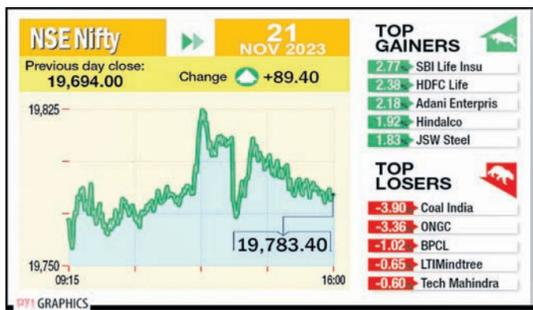 NSE Nifty
21
NOV 2023
Previous day close:
19,694.00
Change +89.40
19,825
19,783.40
19,750
09:15 16:00
TOP
GAINERS
2.77% SBI Life Insu
2.38% HDFC Life
2.18% Adani Enterpris
1.92% Hindalco
1.83% JSW Steel
TOP
LOSERS
-3.90 Coal India
-3.36 ONGC
-1.02 BPCL
-0.65 LTIMindtree
-0.60 Tech Mahindra
PTI GRAPHICS